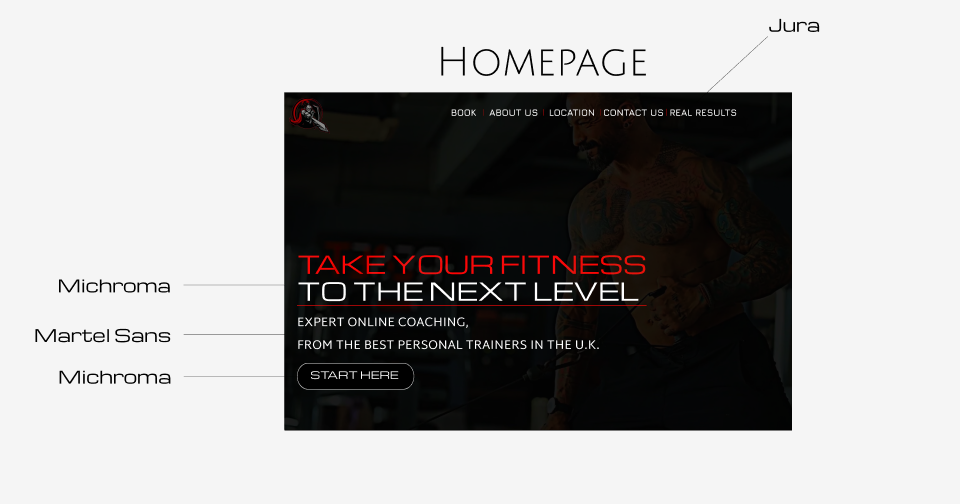 Jura
HOMEPAGE
BOOK ABOUT US LOCATION CONTACT US REAL RESULTS
TAKE YOUR FITNESS
TO THE NEXT LEVEL
Michroma
EXPERT ONLINE COACHING,
Martel Sans
FROM THE BEST PERSONAL TRAINERS IN THE U.K.
Michroma
START HERE